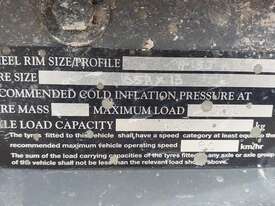 EEL RIM SIZE/PROFILE
RE SIZE
COMMENDED COLD INFLATION,PRESSURE AT
RE MASS MAXIMUM LOAD
LE LOAD CAPACITY kg
The tyres fitted to this vehicle shall, have a speed category at least equal to the
recommended maximum vehicle operating speed km/hr
The sum of the load carrying capacities of the tyres fitted to any axle or axle group
of this vehicle shall not be less than the relevant load shown above.